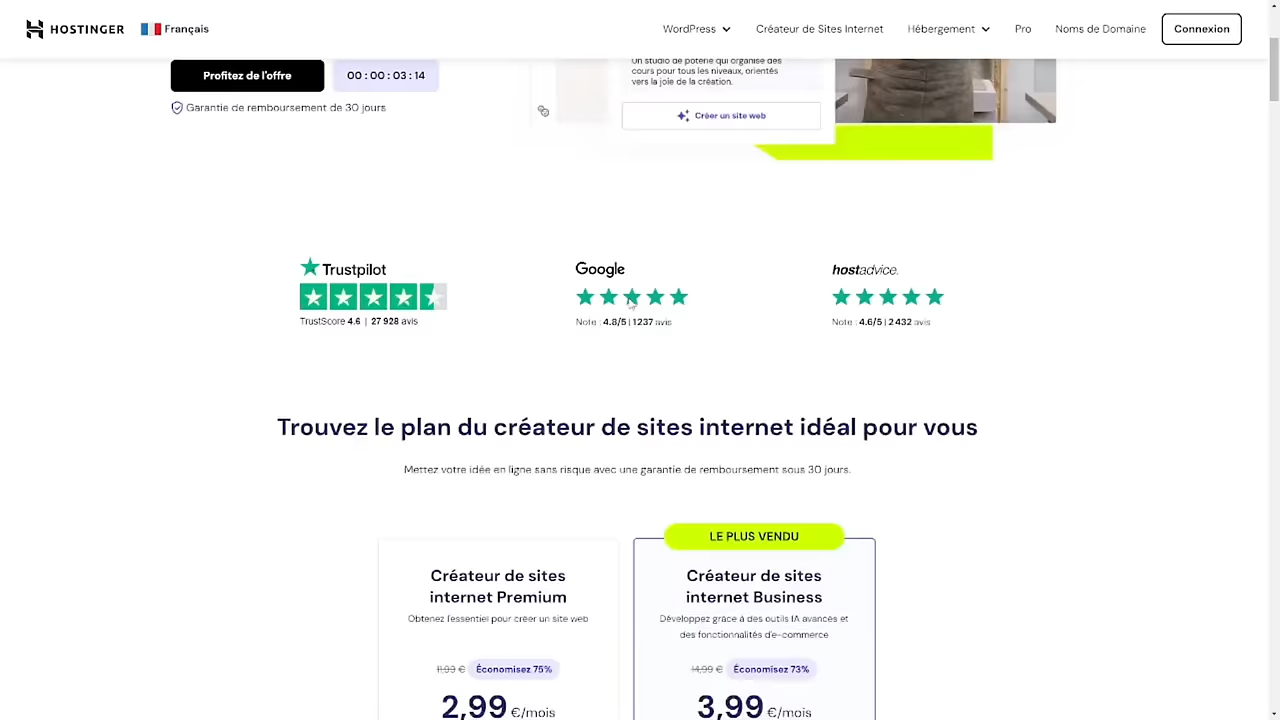 HOSTINGER
Français
WordPress
Créateur de Sites Internet
Hébergement
Pro
Noms de Domaine
Connexion
Profitez de l'offre
00 : 00 : 03 : 14
Garantie de remboursement de 30 jours
Un studio de poterie qui organise des
cours pour tous les niveaux, orientés
vers la joie de la création.
Créer un site web
Trustpilot
TrustScore 4.6 | 27 928 avis
Google
Note : 4.8/5 | 1 237 avis
hostadvice.
Note : 4.6/5 | 2 432 avis
Trouvez le plan du créateur de sites internet idéal pour vous
Mettez votre idée en ligne sans risque avec une garantie de remboursement sous 30 jours.
Créateur de sites
internet Premium
Obtenez l'essentiel pour créer un site web
11,99 € Économisez 75%
2,99 €/mois
LE PLUS VENDU
Créateur de sites
internet Business
Développez grâce à des outils IA avancés et
des fonctionnalités d'e-commerce
14,99 € Économisez 73%
3,99 €/mois